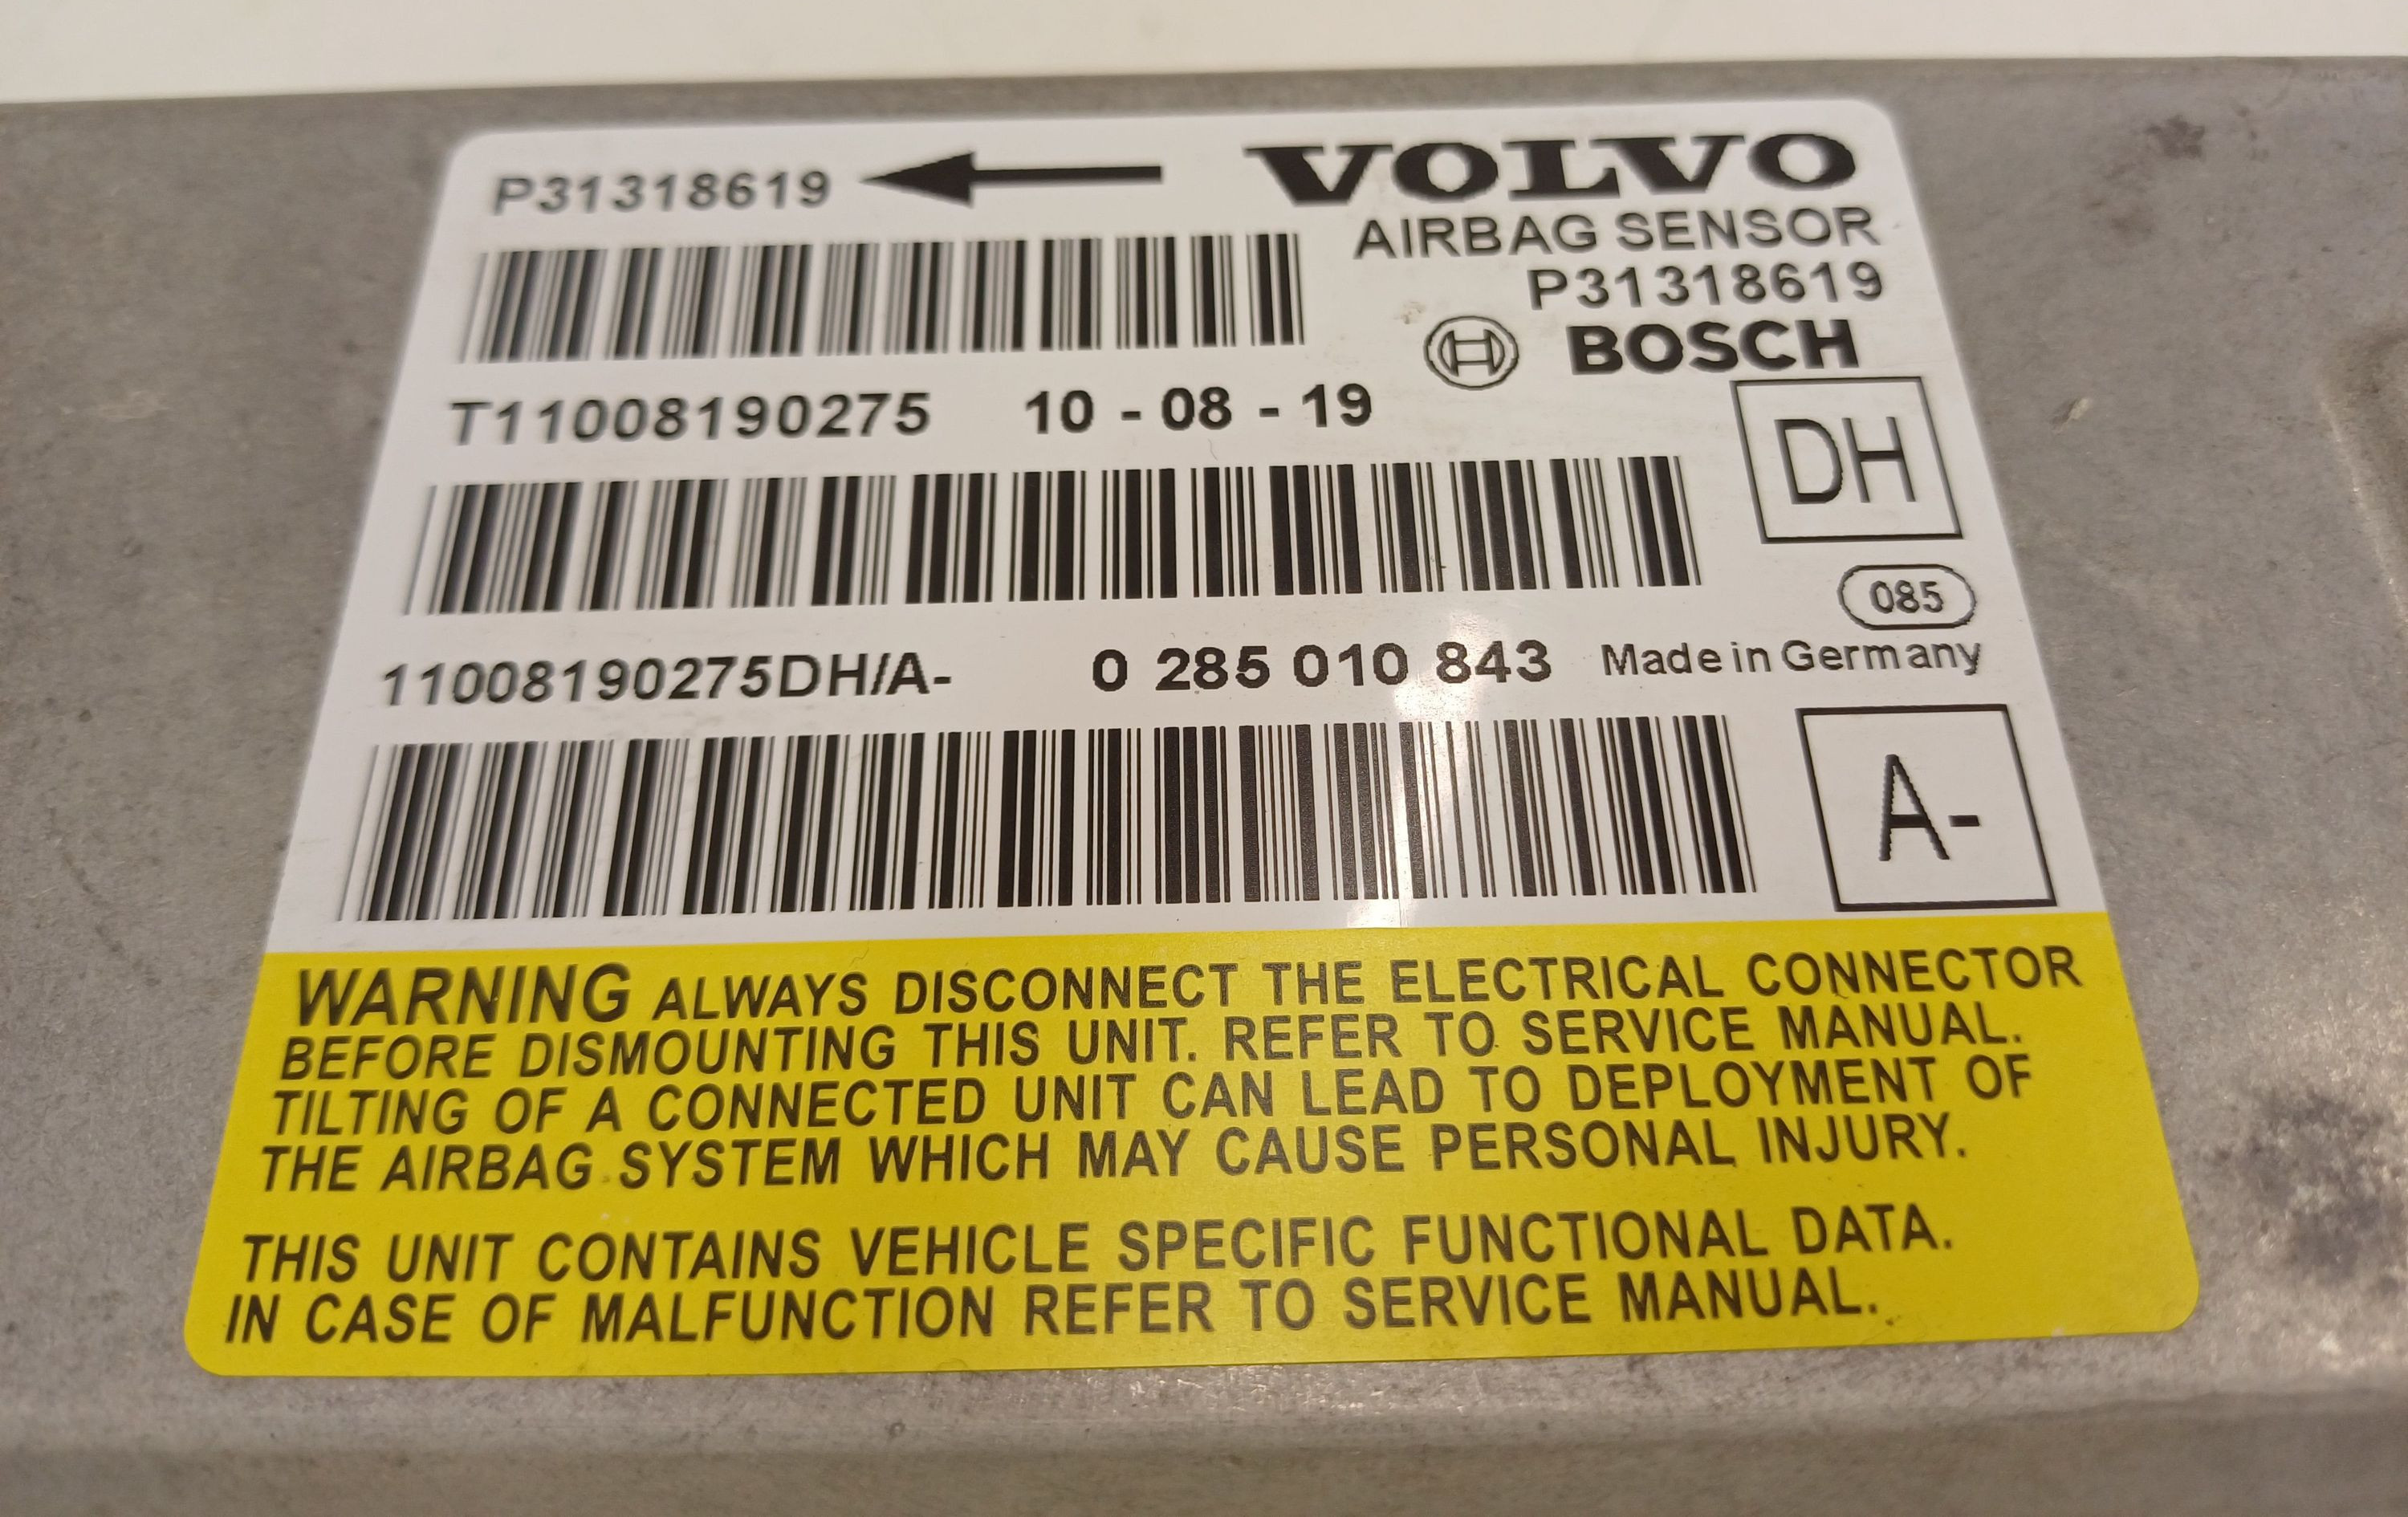 P31318619
VOLVO
AIRBAG SENSOR
P31318619
BOSCH
T11008190275 10 - 08 - 19
DH
085
11008190275DH/A- 0 285 010 843 Made in Germany
A-
WARNING ALWAYS DISCONNECT THE ELECTRICAL CONNECTOR
BEFORE DISMOUNTING THIS UNIT. REFER TO SERVICE MANUAL.
TILTING OF A CONNECTED UNIT CAN LEAD TO DEPLOYMENT OF
THE AIRBAG SYSTEM WHICH MAY CAUSE PERSONAL INJURY.
THIS UNIT CONTAINS VEHICLE SPECIFIC FUNCTIONAL DATA.
IN CASE OF MALFUNCTION REFER TO SERVICE MANUAL.